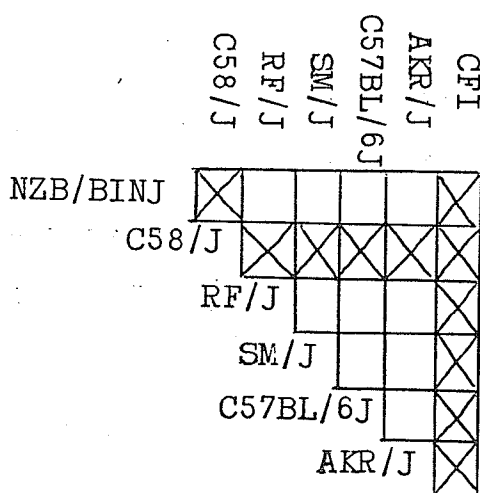 C58/J
RF/J
SM/J
C57BL/6J
AKR/J
CFI
NZB/BINJ
C58/J
RF/J
SM/J
C57BL/6J
AKR/J